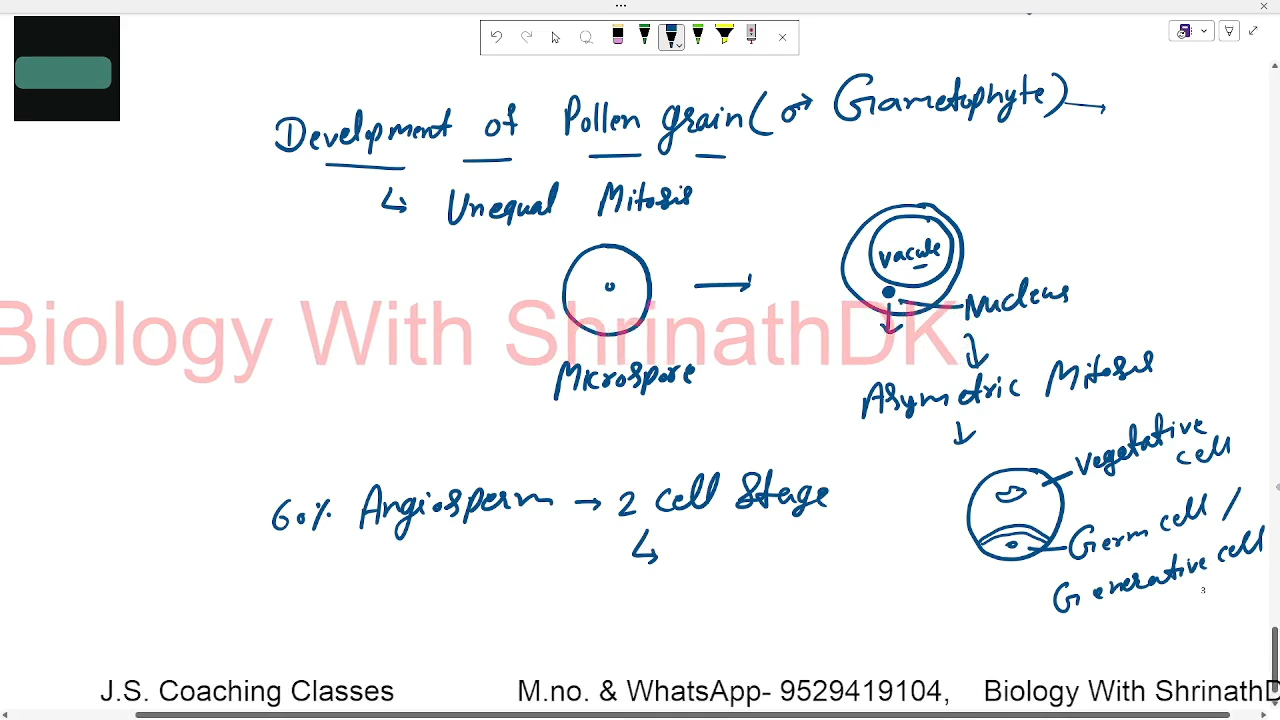 Development of Pollen grain (♂ Gametophyte) →
↳ Unequal Mitosis
vacuole
Nucleus
Biology With ShrinathDK
Microspore
Asymetric Mitosis
Vegetative
cell
60% Angiosperm → 2 cell Stage
Germ cell /
Generative cell
3
J.S. Coaching Classes M.no. & WhatsApp- 9529419104, Biology With ShrinathD